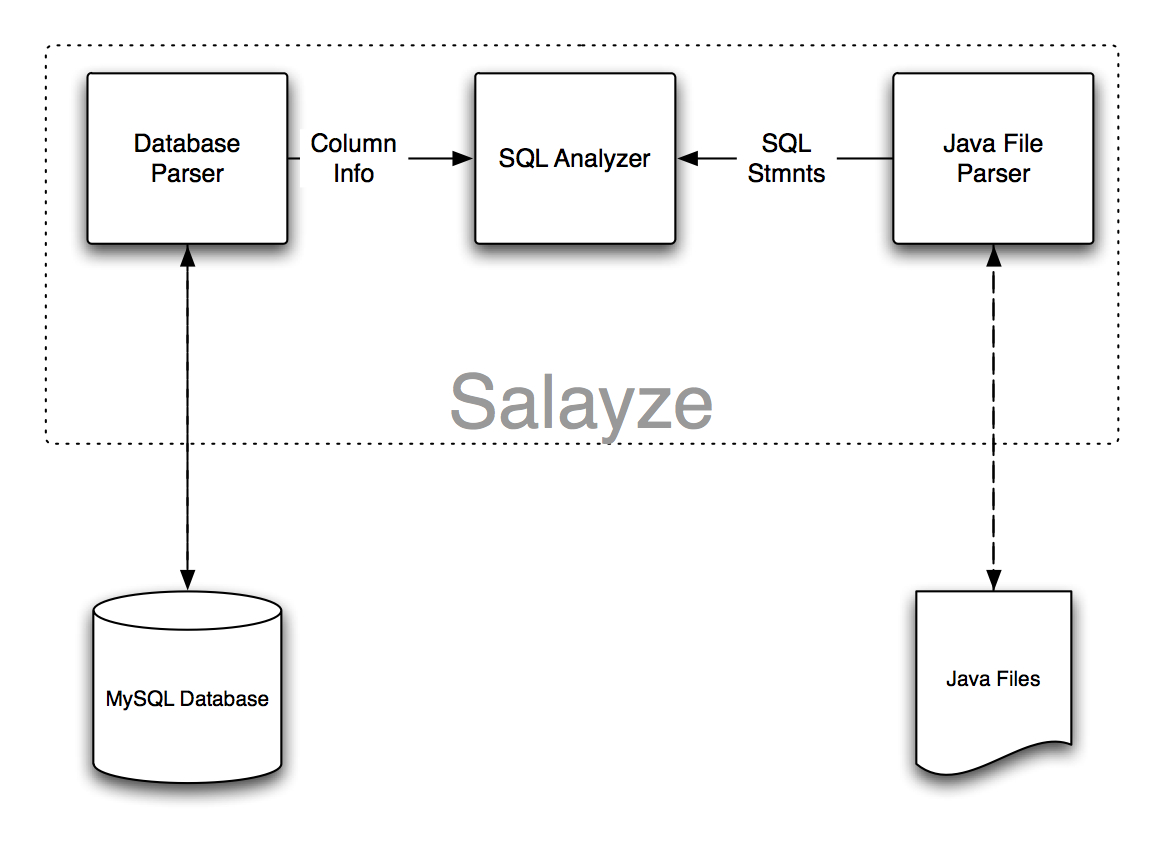 Database
Parser
Column
Info
SQL Analyzer
SQL
Stmnts
Java File
Parser
Salayze
MySQL Database
Java Files